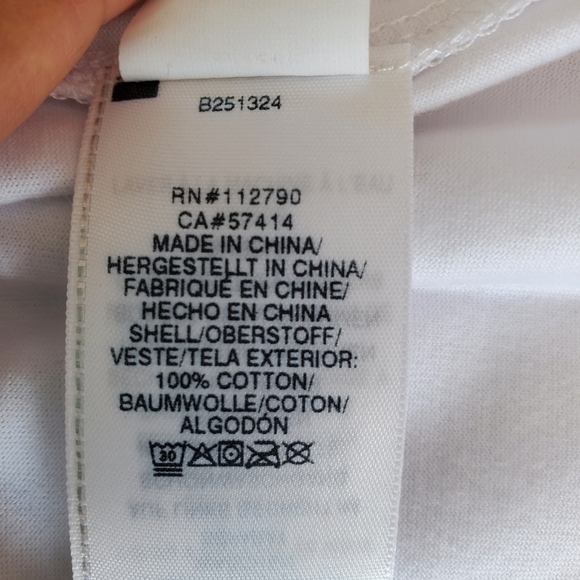 B251324
RN#112790
CA#57414
MADE IN CHINA/
HERGESTELLT IN CHINA/
FABRIQUÉ EN CHINE/
HECHO EN CHINA
SHELL/OBERSTOFF/
VESTE/TELA EXTERIOR:
100% COTTON/
BAUMWOLLE/COTON/
ALGODÓN
30